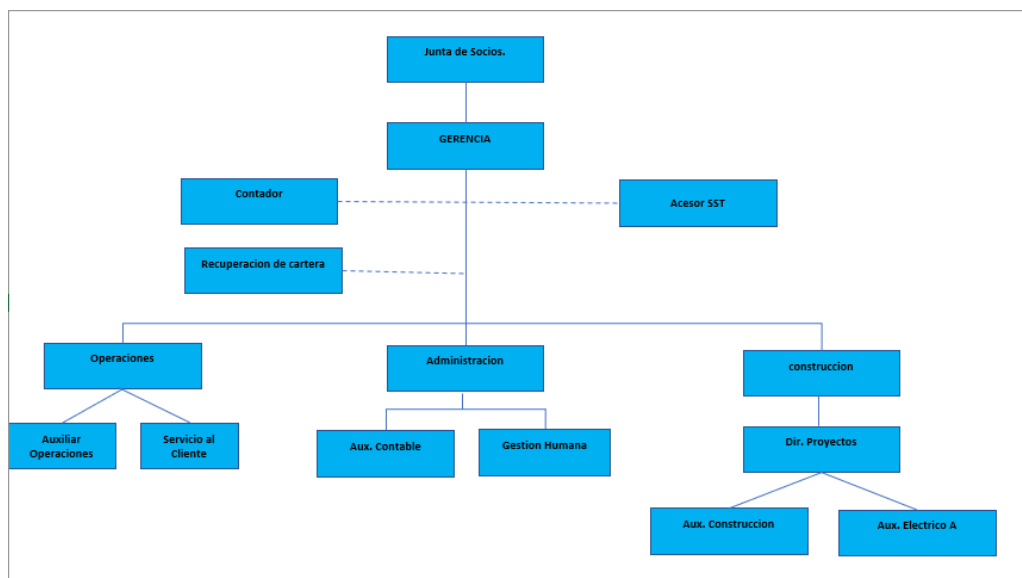 Junta de Socios.
GERENCIA
Contador
Acesor SST
Recuperacion de cartera
Operaciones
Administracion
construccion
Auxiliar
Operaciones
Servicio al
Cliente
Aux. Contable
Gestion Humana
Dir. Proyectos
Aux. Construccion
Aux. Electrico A